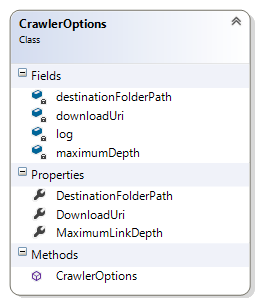 CrawlerOptions
Class
Fields
destinationFolderPath
downloadUri
log
maximumDepth
Properties
DestinationFolderPath
DownloadUri
MaximumLinkDepth
Methods
CrawlerOptions